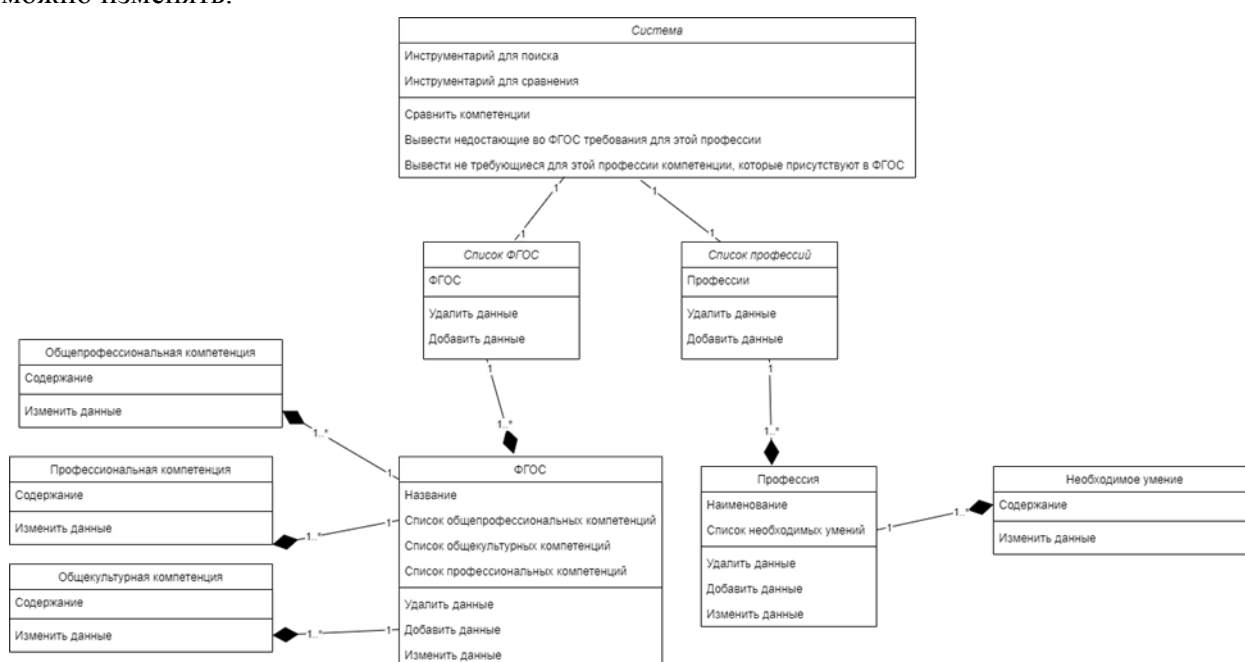 можно изменять.
Система
Инструментарий для поиска
Инструментарий для сравнения
Сравнить компетенции
Вывести недостающие во ФГОС требования для этой профессии
Вывести не требующиеся для этой профессии компетенции, которые присутствуют в ФГОС
1
1
1
1
Список ФГОС
ФГОС
Удалить данные
Добавить данные
Список профессий
Профессии
Удалить данные
Добавить данные
1
1
Общепрофессиональная компетенция
Содержание
Изменить данные
1..*
1
1..*
1..*
Профессиональная компетенция
Содержание
Изменить данные
1..*
1
ФГОС
Название
Список общепрофессиональных компетенций
Список общекультурных компетенций
Список профессиональных компетенций
Удалить данные
Добавить данные
Изменить данные
Профессия
Наименование
Список необходимых умений
Удалить данные
Добавить данные
Изменить данные
1
1..*
Необходимое умение
Содержание
Изменить данные
Общекультурная компетенция
Содержание
Изменить данные
1..*
1